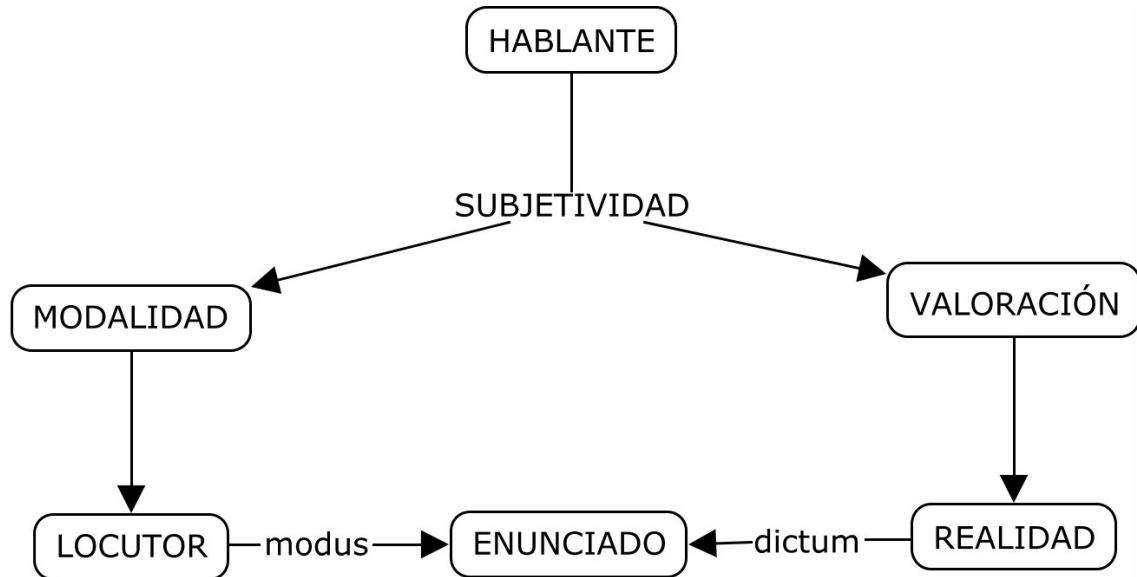 HABLANTE
SUBJETIVIDAD
MODALIDAD
VALORACIÓN
LOCUTOR
modus
ENUNCIADO
dictum
REALIDAD